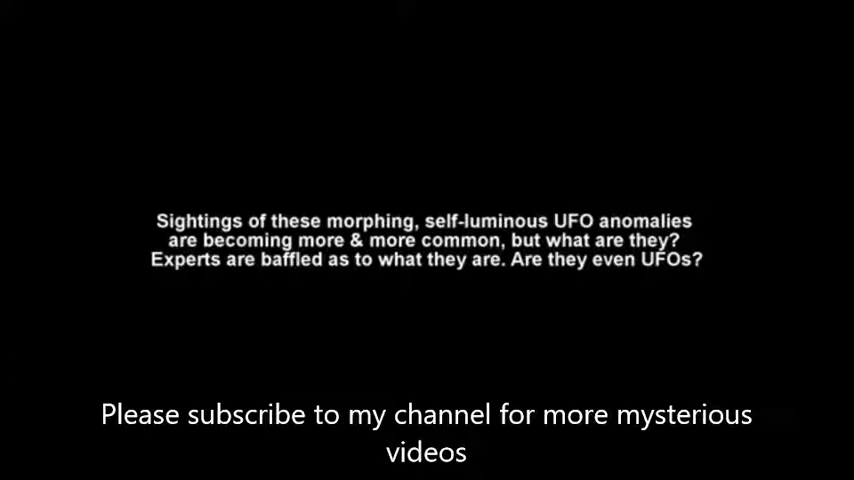 Sightings of these morphing, self-luminous UFO anomalies
are becoming more & more common, but what are they?
Experts are baffled as to what they are. Are they even UFOs?
Please subscribe to my channel for more mysterious
videos